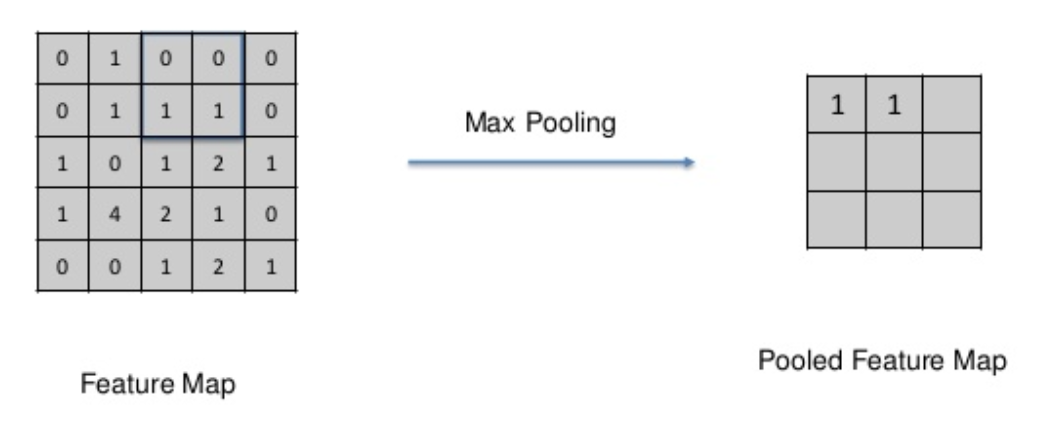 0 1 0 0 0
0 1 1 1 0
1 0 1 2 1
1 4 2 1 0
0 0 1 2 1
Feature Map
Max Pooling
1 1
Pooled Feature Map